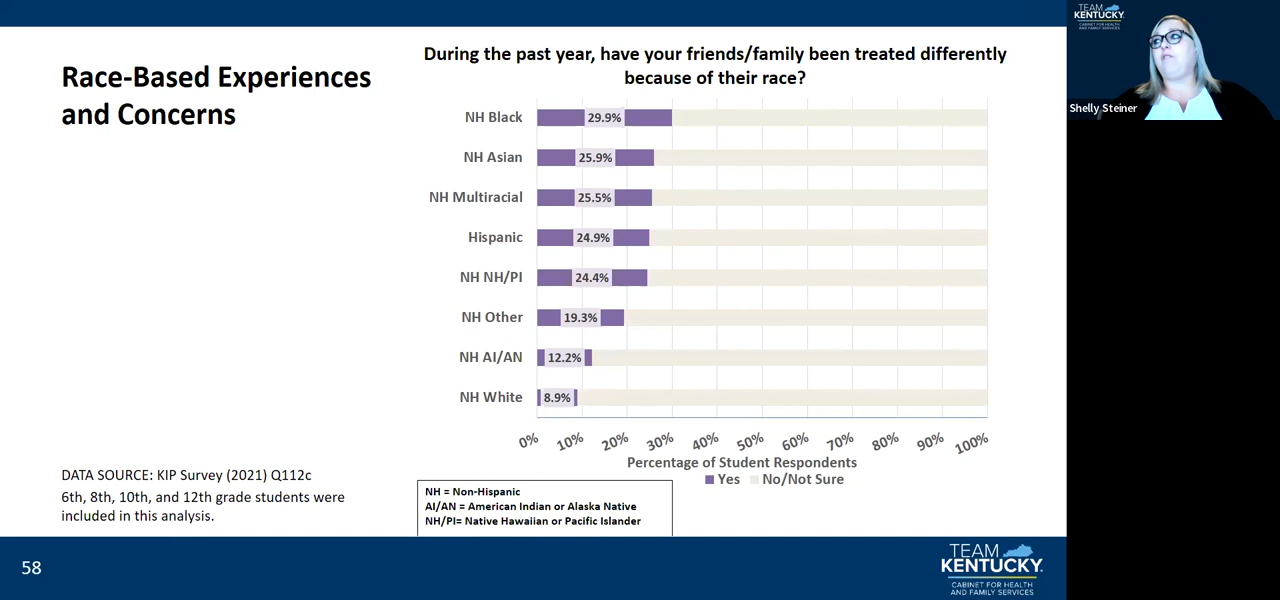 Race-Based Experiences
and Concerns
During the past year, have your friends/family been treated differently
because of their race?
NH Black
29.9%
NH Asian
25.9%
NH Multiracial
25.5%
Hispanic
24.9%
NH NH/PI
24.4%
NH Other
19.3%
NH AI/AN
12.2%
NH White
8.9%
0% 10% 20% 30% 40% 50% 60% 70% 80% 90% 100%
Percentage of Student Respondents
Yes No/Not Sure
DATA SOURCE: KIP Survey (2021) Q112c
6th, 8th, 10th, and 12th grade students were
included in this analysis.
NH = Non-Hispanic
AI/AN = American Indian or Alaska Native
NH/PI= Native Hawaiian or Pacific Islander
58
TEAM
KENTUCKY.
CABINET FOR HEALTH
AND FAMILY SERVICES
TEAM
KENTUCKY.
CABINET FOR HEALTH
AND FAMILY SERVICES
Shelly Steiner